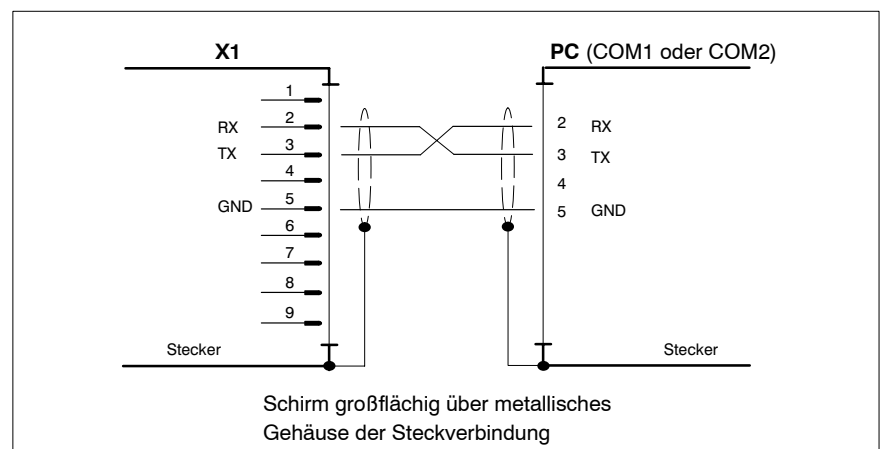 X1 PC (COM1 oder COM2)
1
RX 2 2 RX
TX 3 3 TX
4 4
GND 5 5 GND
6
7
8
9
Stecker Stecker
Schirm großflächig über metallisches
Gehäuse der Steckverbindung